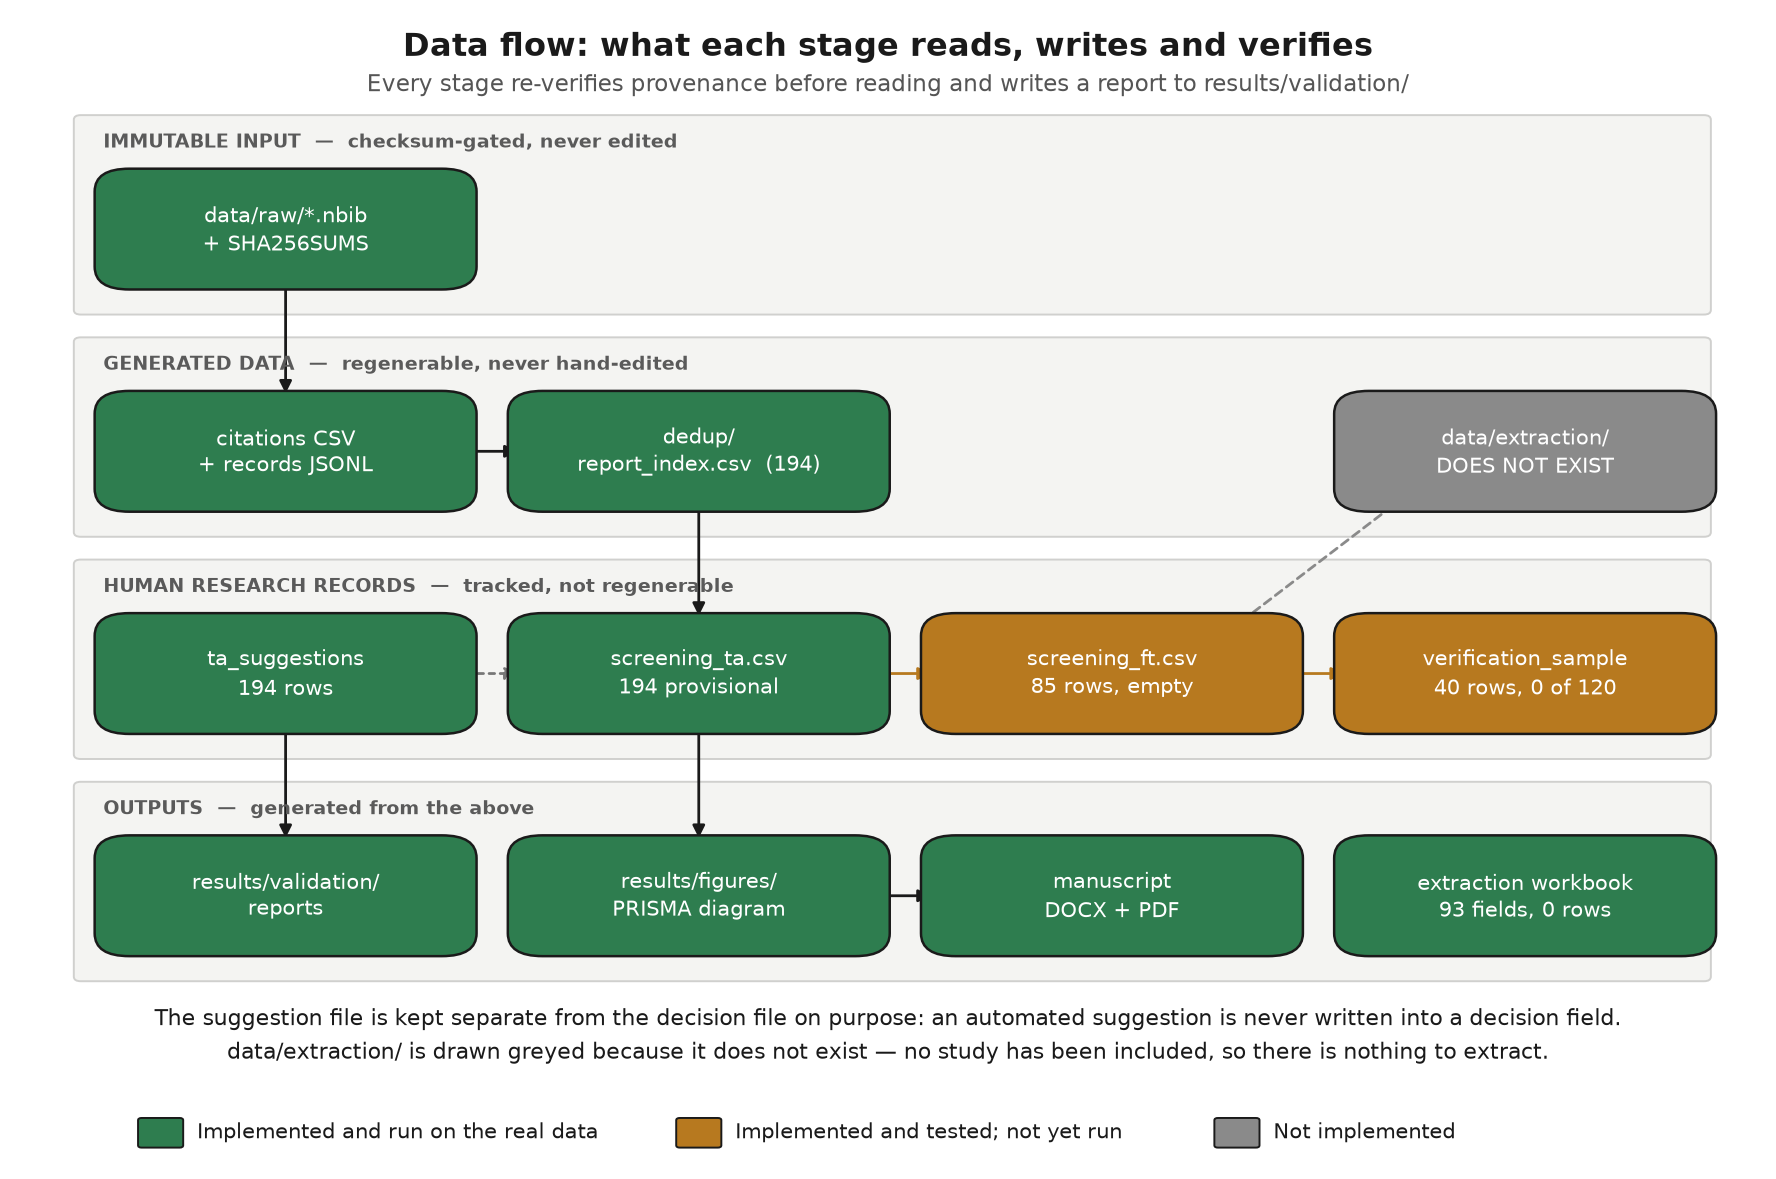 Data flow: what each stage reads, writes and verifies
Every stage re-verifies provenance before reading and writes a report to results/validation/
IMMUTABLE INPUT — checksum-gated, never edited
data/raw/*.nbib
+ SHA256SUMS
GENERATED DATA — regenerable, never hand-edited
citations CSV
+ records JSONL
dedup/
report_index.csv (194)
data/extraction/
DOES NOT EXIST
HUMAN RESEARCH RECORDS — tracked, not regenerable
ta_suggestions
194 rows
screening_ta.csv
194 provisional
screening_ft.csv
85 rows, empty
verification_sample
40 rows, 0 of 120
OUTPUTS — generated from the above
results/validation/
reports
results/figures/
PRISMA diagram
manuscript
DOCX + PDF
extraction workbook
93 fields, 0 rows
The suggestion file is kept separate from the decision file on purpose: an automated suggestion is never written into a decision field.
data/extraction/ is drawn greyed because it does not exist — no study has been included, so there is nothing to extract.
Implemented and run on the real data
Implemented and tested; not yet run
Not implemented